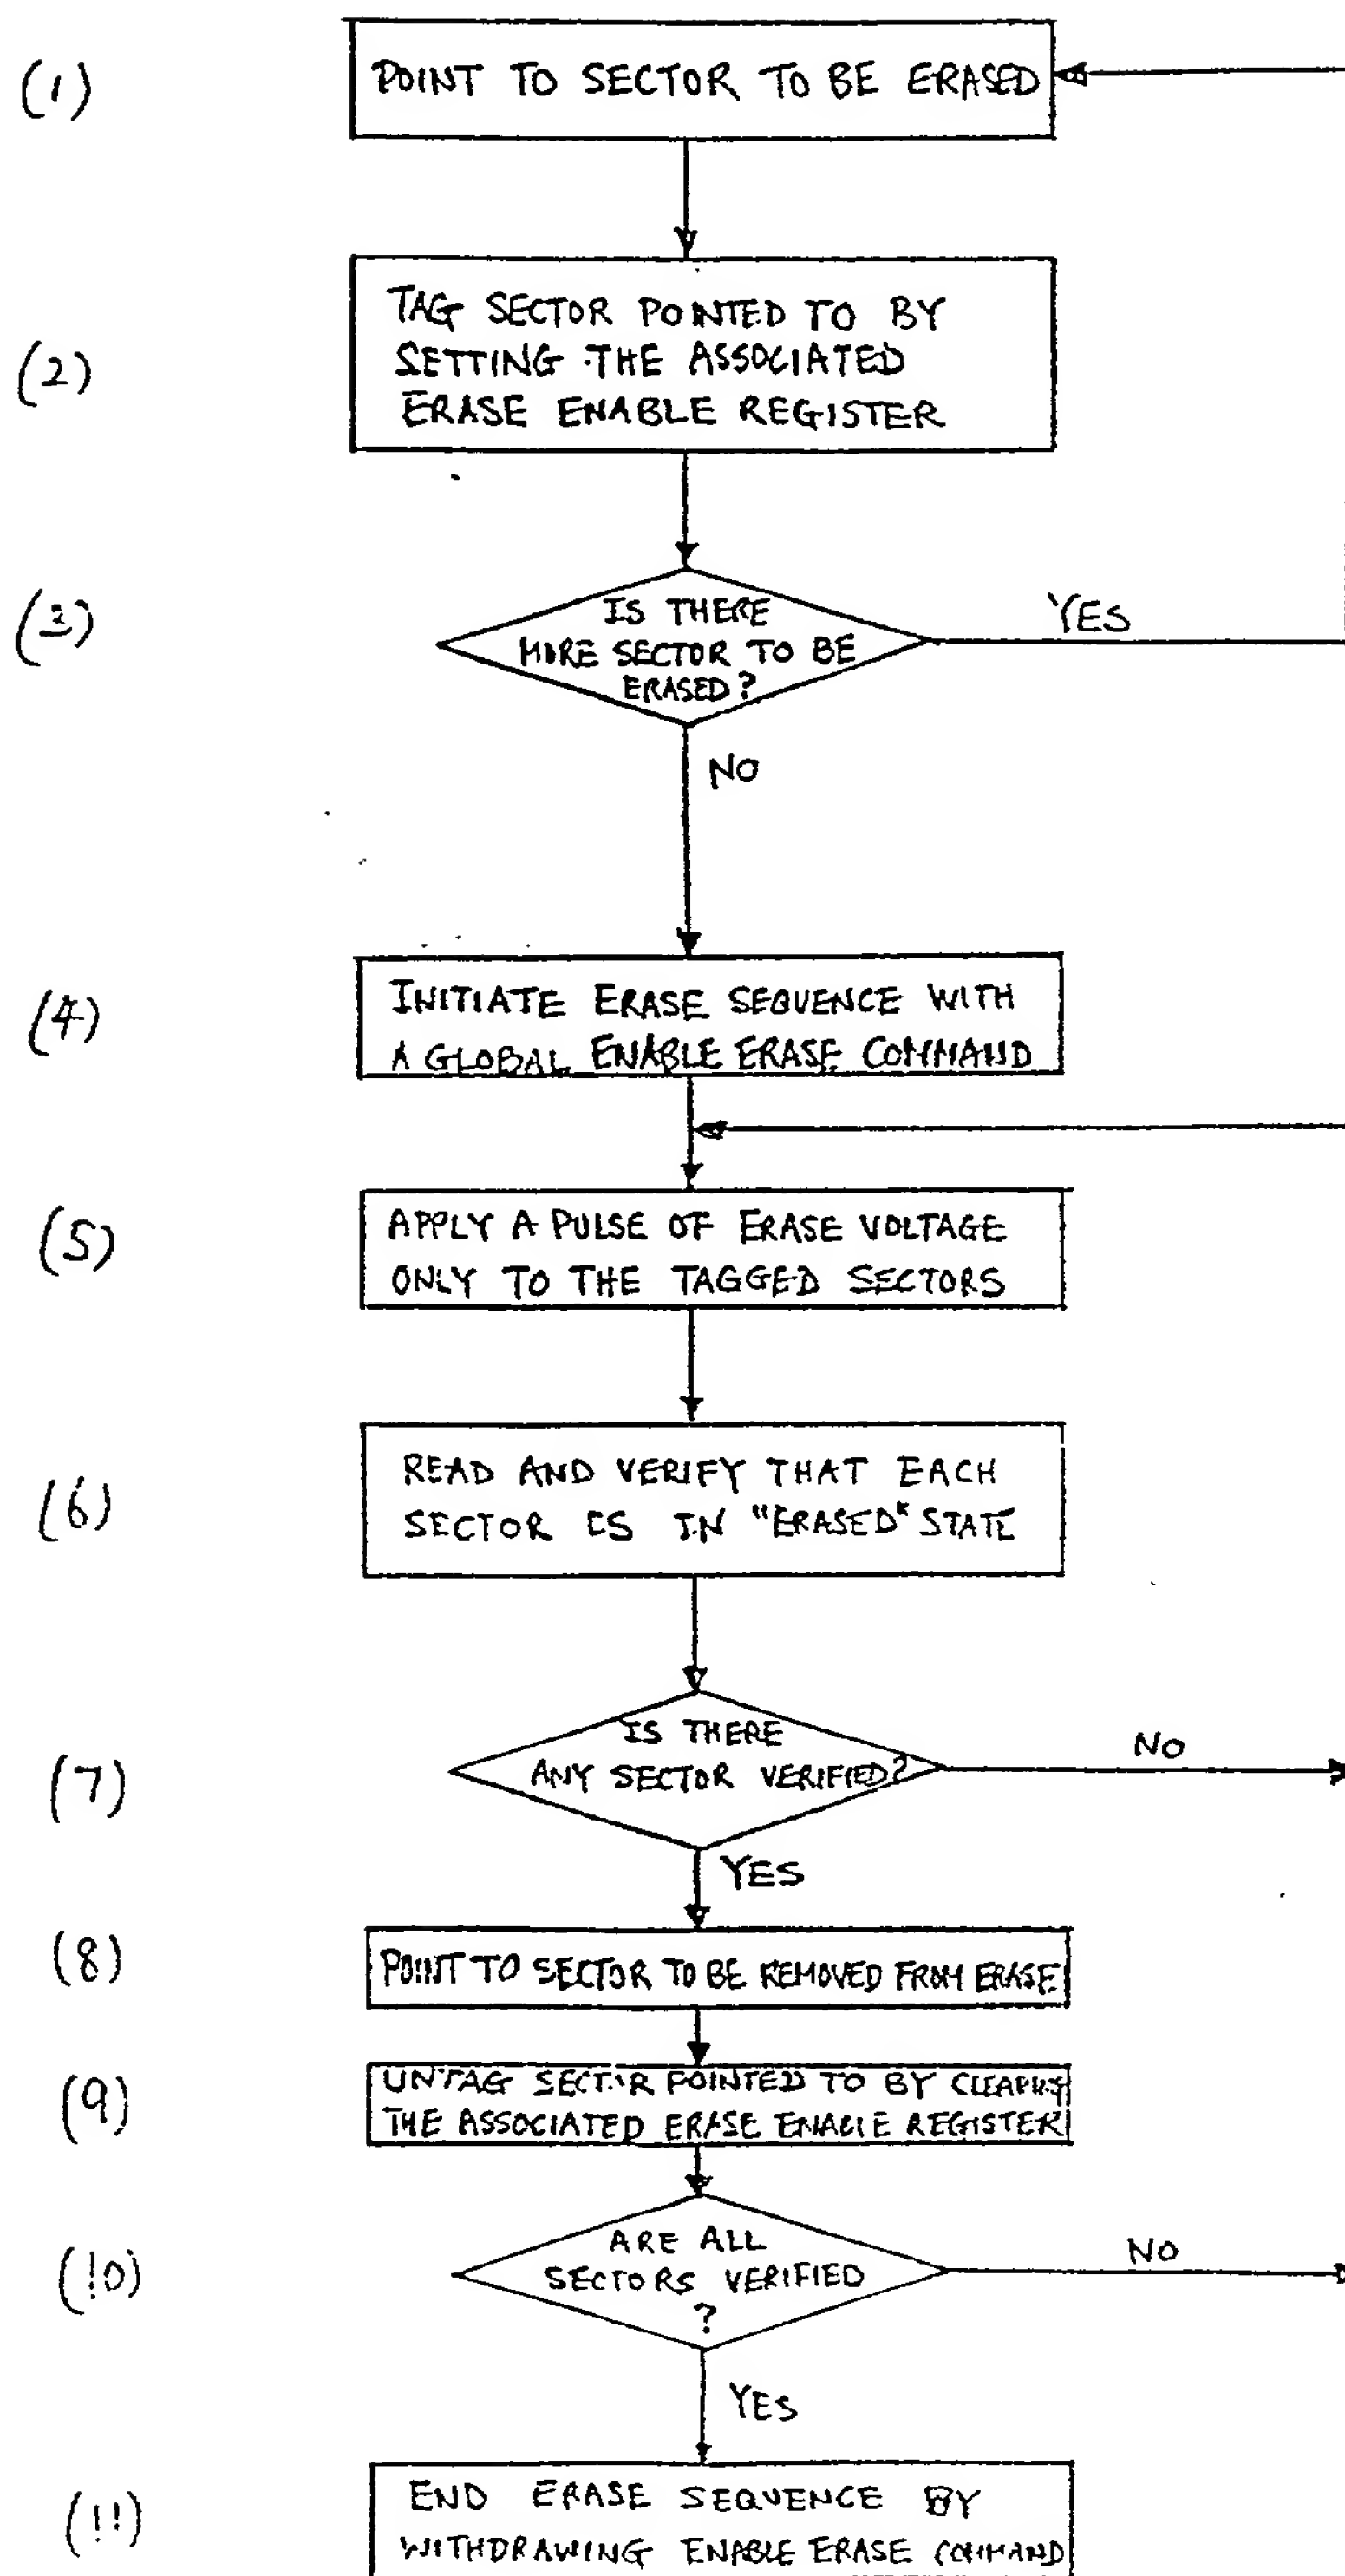 (1)
POINT TO SECTOR TO BE ERASED
(2)
TAG SECTOR POINTED TO BY
SETTING THE ASSOCIATED
ERASE ENABLE REGISTER
(3)
IS THERE
MORE SECTOR TO BE
ERASED?
YES
NO
(4)
INITIATE ERASE SEQUENCE WITH
A GLOBAL ENABLE ERASE COMMAND
(5)
APPLY A PULSE OF ERASE VOLTAGE
ONLY TO THE TAGGED SECTORS
(6)
READ AND VERIFY THAT EACH
SECTOR IS IN "ERASED" STATE
(7)
IS THERE
ANY SECTOR VERIFIED?
NO
YES
(8)
POINT TO SECTOR TO BE REMOVED FROM ERASE
(9)
UNTAG SECTOR POINTED TO BY CLEARING
THE ASSOCIATED ERASE ENABLE REGISTER
(10)
ARE ALL
SECTORS VERIFIED
?
NO
YES
(11)
END ERASE SEQUENCE BY
WITHDRAWING ENABLE ERASE COMMAND